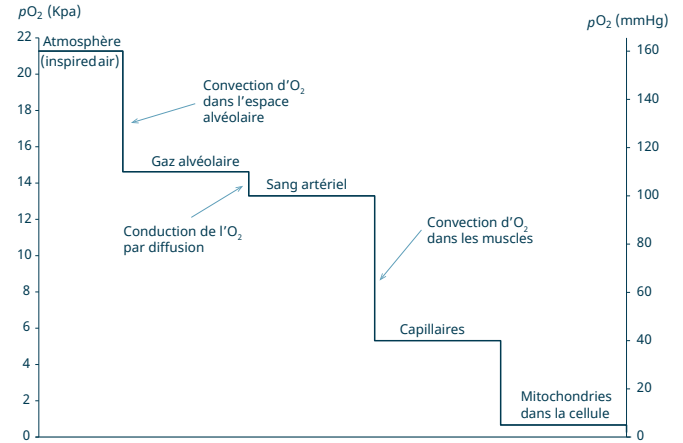 pO₂ (Kpa)
pO₂ (mmHg)
22
20
18
16
14
12
10
8
6
4
2
0
Atmosphère
(inspired air)
Convection d'O₂
dans l'espace
alvéolaire
Gaz alvéolaire
Sang artériel
Conduction de l'O₂
par diffusion
Convection d'O₂
dans les muscles
Capillaires
Mitochondries
dans la cellule
160
140
120
100
80
60
40
20
0